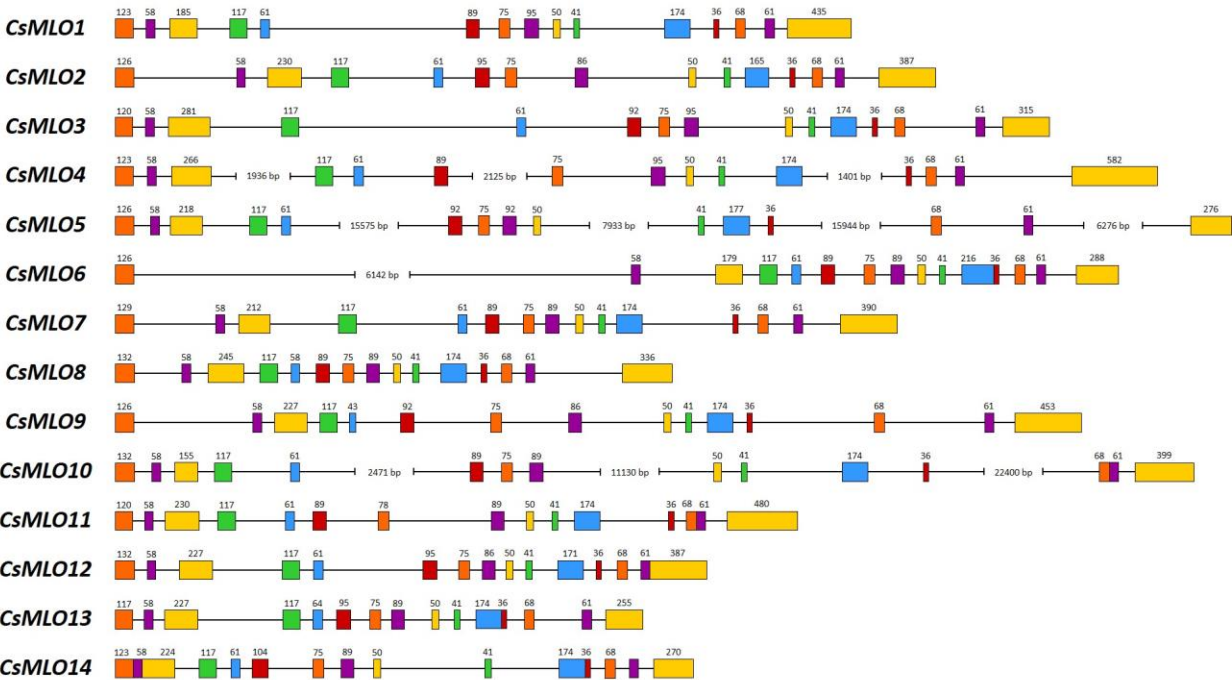 123 58 185 117 61 89 75 95 50 41 174 36 68 61 435
CsMLO1
126 58 230 117 61 95 75 86 50 41 165 36 68 61 387
CsMLO2
120 58 281 117 61 92 75 95 50 41 174 36 68 61 315
CsMLO3
123 58 266 117 61 89 75 95 50 41 174 36 68 61 582
CsMLO4 1936 bp 2125 bp 1401 bp
126 58 218 117 61 92 75 92 50 41 177 36 68 61 276
CsMLO5 15575 bp 7933 bp 15944 bp 6276 bp
126 58 179 117 61 89 75 89 50 41 216 36 68 61 288
CsMLO6 6142 bp
129 58 212 117 61 89 75 89 50 41 174 36 68 61 390
CsMLO7
132 58 245 117 58 89 75 89 50 41 174 36 68 61 336
CsMLO8
126 58 227 117 43 92 75 86 50 41 174 36 68 61 453
CsMLO9
132 58 155 117 61 89 75 89 50 41 174 36 68 61 399
CsMLO10 2471 bp 11130 bp 22400 bp
120 58 230 117 61 89 78 89 50 41 174 36 68 61 480
CsMLO11
132 58 227 117 61 95 75 86 50 41 171 36 68 61 387
CsMLO12
117 58 227 117 64 95 75 89 50 41 174 36 68 61 255
CsMLO13
123 58 224 117 61 104 75 89 50 41 174 36 68 270
CsMLO14